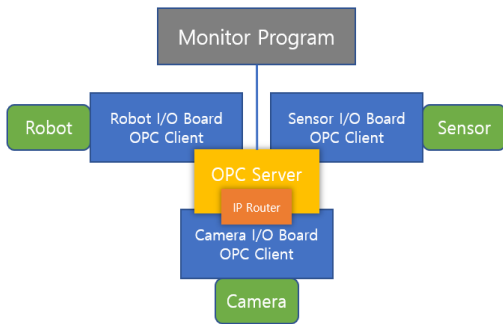 Monitor Program
Robot
Robot I/O Board
OPC Client
Sensor I/O Board
OPC Client
Sensor
OPC Server
IP Router
Camera I/O Board
OPC Client
Camera